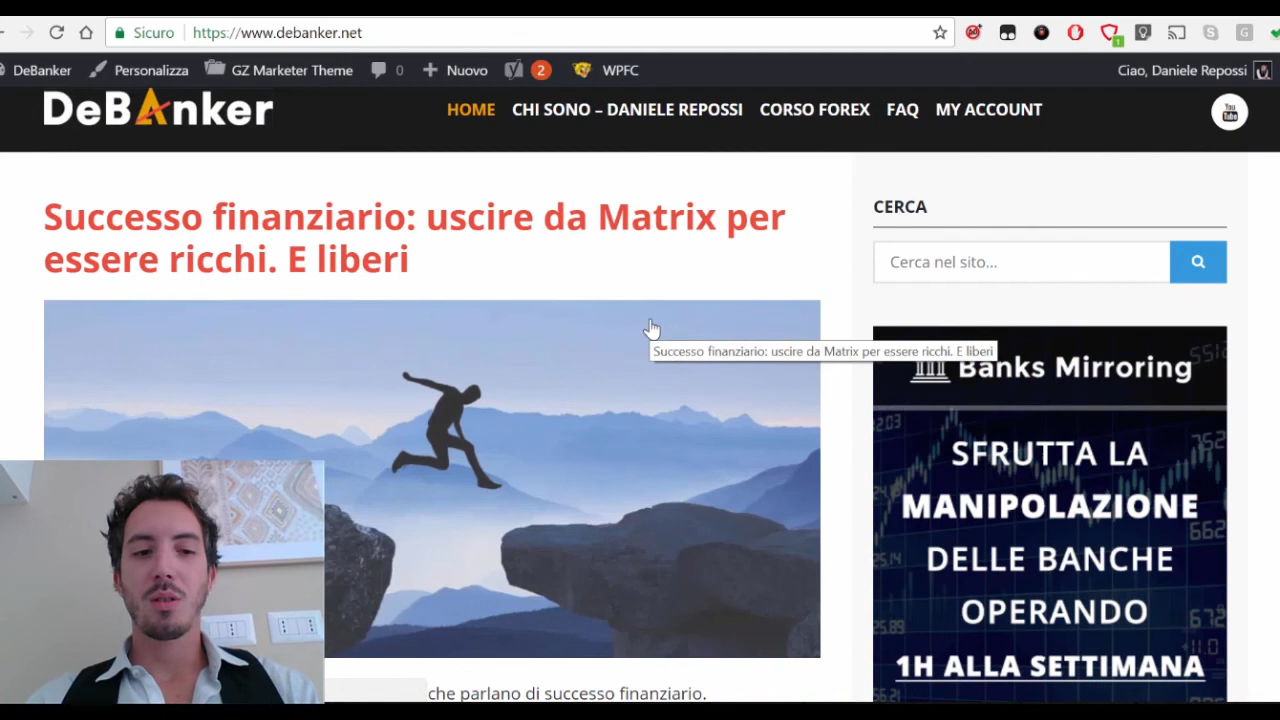 Sicuro
https://www.debanker.net
1
DeBanker
Personalizza
GZ Marketer Theme
0
Nuovo
2
WPFC
Ciao, Daniele Repossi
DeBAnker
HOME
CHI SONO – DANIELE REPOSSI
CORSO FOREX
FAQ
MY ACCOUNT
You
Tube
Successo finanziario: uscire da Matrix per
essere ricchi. E liberi
CERCA
Cerca nel sito...
Successo finanziario: uscire da Matrix per essere ricchi. E liberi
Banks Mirroring
SFRUTTA LA
MANIPOLAZIONE
DELLE BANCHE
OPERANDO
1H ALLA SETTIMANA
che parlano di successo finanziario.